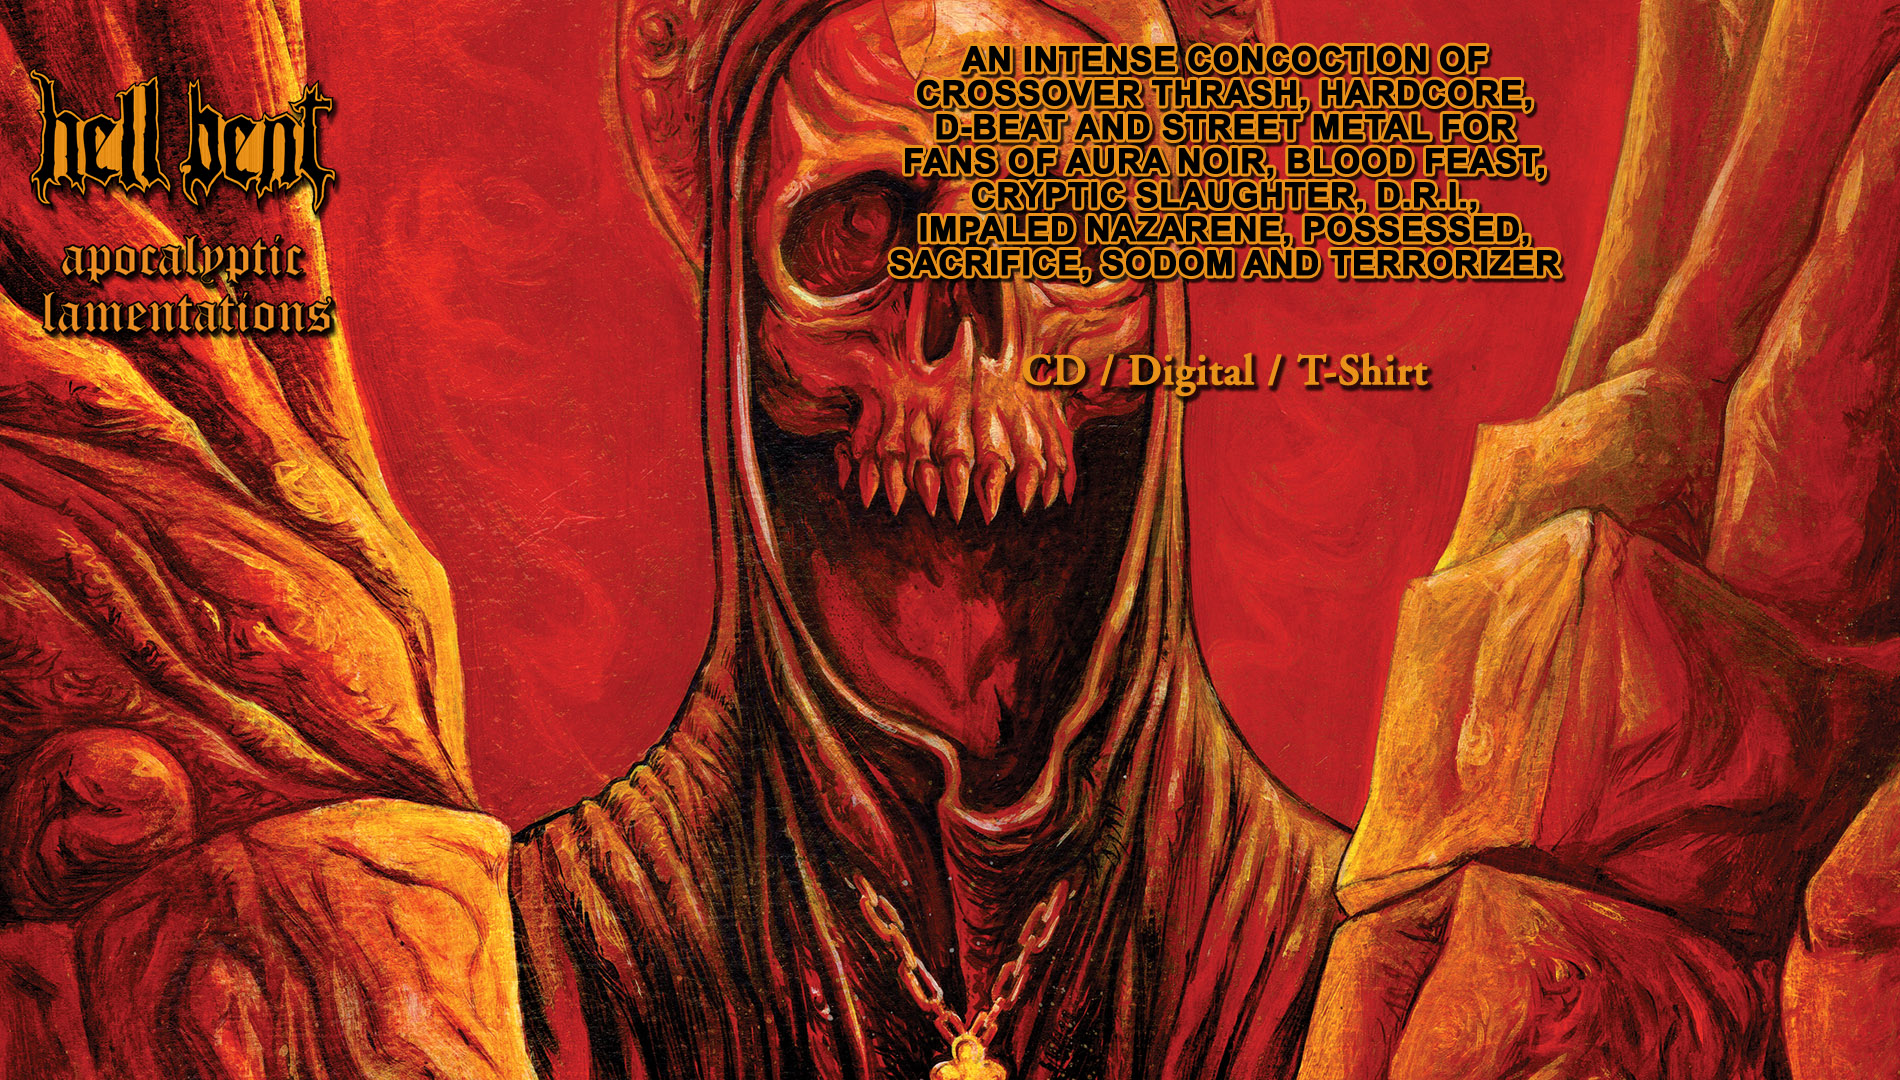 hell bent
apocalyptic
lamentations
AN INTENSE CONCOCTION OF
CROSSOVER THRASH, HARDCORE,
D-BEAT AND STREET METAL FOR
FANS OF AURA NOIR, BLOOD FEAST,
CRYPTIC SLAUGHTER, D.R.I.,
IMPALED NAZARENE, POSSESSED,
SACRIFICE, SODOM AND TERRORIZER
CD / Digital / T-Shirt